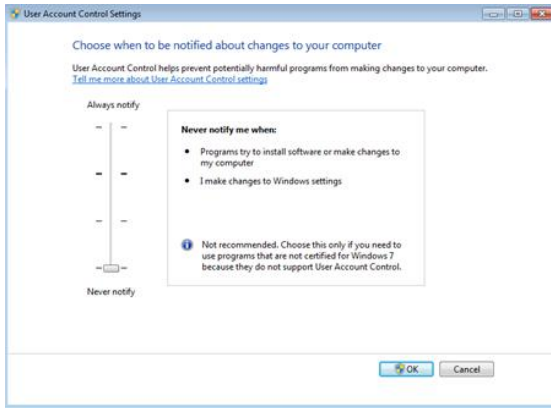 User Account Control Settings
Choose when to be notified about changes to your computer
User Account Control helps prevent potentially harmful programs from making changes to your computer.
Tell me more about User Account Control settings
Always notify
Never notify me when:
• Programs try to install software or make changes to
my computer
• I make changes to Windows settings
Not recommended. Choose this only if you need to
use programs that are not certified for Windows 7
because they do not support User Account Control.
Never notify
OK
Cancel